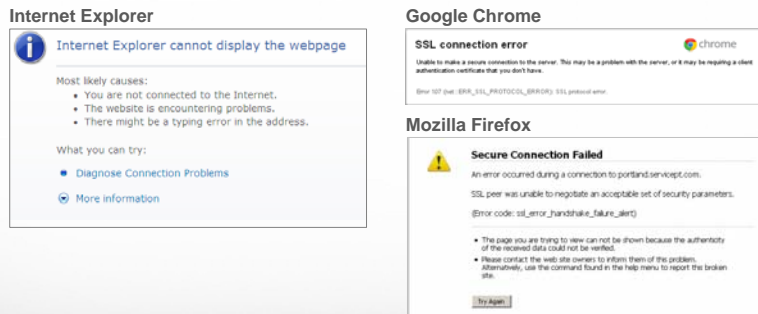 Internet Explorer
Internet Explorer cannot display the webpage
Most likely causes:
• You are not connected to the Internet.
• The website is encountering problems.
• There might be a typing error in the address.
What you can try:
Diagnose Connection Problems
More information
Google Chrome
SSL connection error
chrome
Unable to make a secure connection to the server. This may be a problem with the server, or it may be requiring a client
authentication certificate that you don't have.
Error 107 (net::ERR_SSL_PROTOCOL_ERROR): SSL protocol error.
Mozilla Firefox
Secure Connection Failed
An error occurred during a connection to portland.servicept.com.
SSL peer was unable to negotiate an acceptable set of security parameters.
(Error code: ssl_error_handshake_failure_alert)
• The page you are trying to view can not be shown because the authenticity
of the received data could not be verified.
• Please contact the web site owners to inform them of this problem.
Alternatively, use the command found in the help menu to report this broken
site.
Try Again